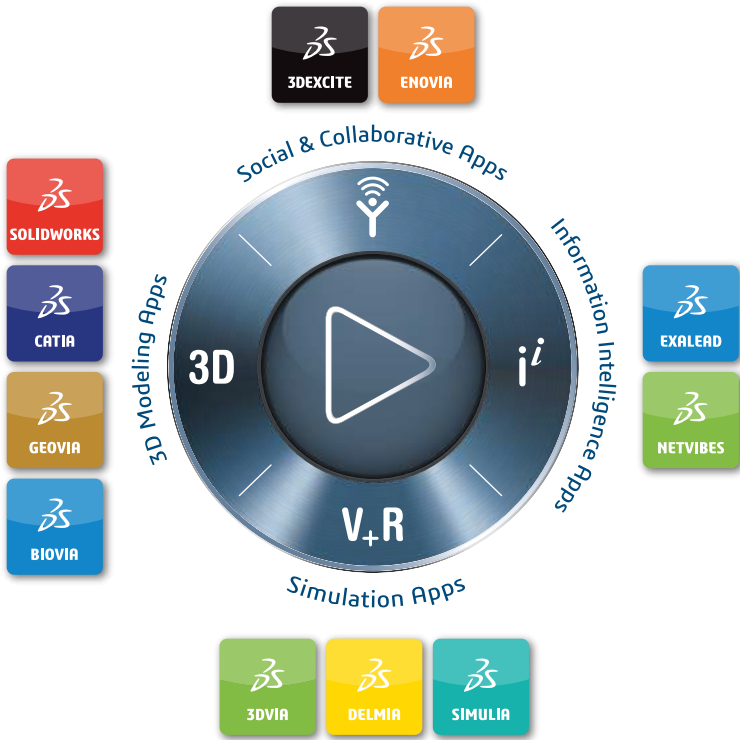 3DEXCITE
ENOVIA
Social & Collaborative Apps
SOLIDWORKS
CATIA
GEOVIA
BIOVIA
3D Modeling Apps
3D
i i
Information Intelligence Apps
EXALEAD
NETVIBES
V+R
Simulation Apps
3DVIA
DELMIA
SIMULIA